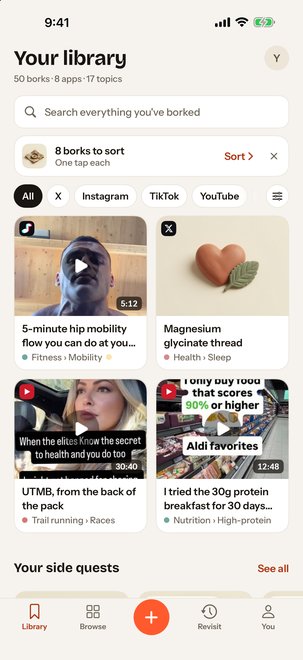 9:41
Your library
Y
50 borks · 8 apps · 17 topics
Search everything you've borked
8 borks to sort
One tap each
Sort
All
X
Instagram
TikTok
YouTube
5:12
5-minute hip mobility
flow you can do at you...
Fitness › Mobility
Magnesium
glycinate thread
Health › Sleep
When the elites Know the secret
to health and you do too
30:40
UTMB, from the back of
the pack
Trail running › Races
I only buy food
that scores
90% or higher
Aldi favorites
12:48
I tried the 30g protein
breakfast for 30 days...
Nutrition › High-protein
Your side quests
See all
Library
Browse
Revisit
You